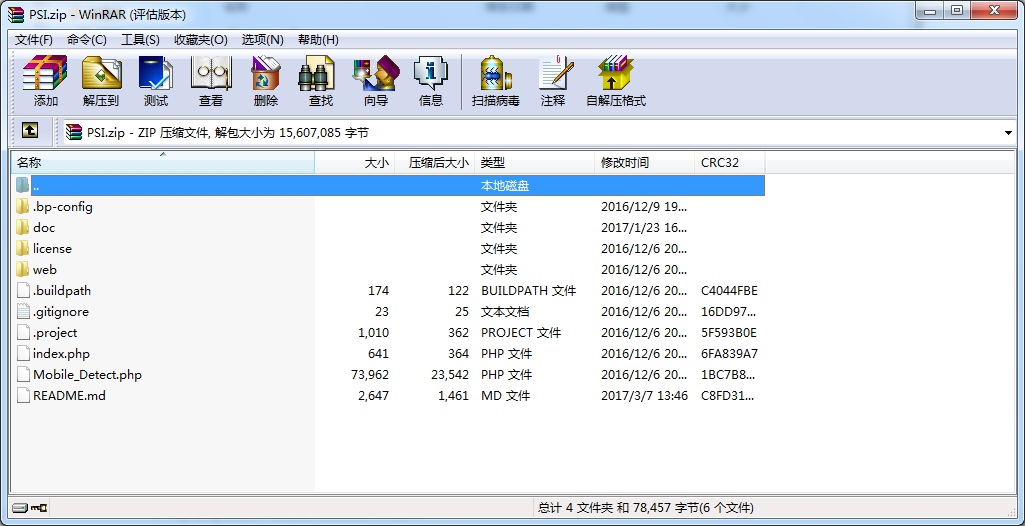 PSI.zip - WinRAR (评估版本)
文件(F) 命令(C) 工具(S) 收藏夹(O) 选项(N) 帮助(H)
添加 解压到 测试 查看 删除 查找 向导 信息 扫描病毒 注释 自解压格式
PSI.zip - ZIP 压缩文件, 解包大小为 15,607,085 字节
名称 大小 压缩后大小 类型 修改时间 CRC32
.. 本地磁盘
.bp-config 文件夹 2016/12/9 19...
doc 文件夹 2017/1/23 16...
license 文件夹 2016/12/6 20...
web 文件夹 2016/12/6 20...
.buildpath 174 122 BUILDPATH 文件 2016/12/6 20... C4044FBE
.gitignore 23 25 文本文档 2016/12/6 20... 16DD97...
.project 1,010 362 PROJECT 文件 2016/12/6 20... 5F593B0E
index.php 641 364 PHP 文件 2016/12/6 20... 6FA839A7
Mobile_Detect.php 73,962 23,542 PHP 文件 2016/12/6 20... 1BC7B8...
README.md 2,647 1,461 MD 文件 2017/3/7 13:46 C8FD31...
总计 4 文件夹 和 78,457 字节(6 个文件)